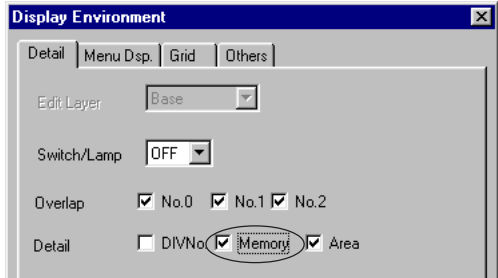 Display Environment
Detail Menu Dsp. Grid Others
Edit Layer Base
Switch/Lamp OFF
Overlap No.0 No.1 No.2
Detail DIVNo Memory Area